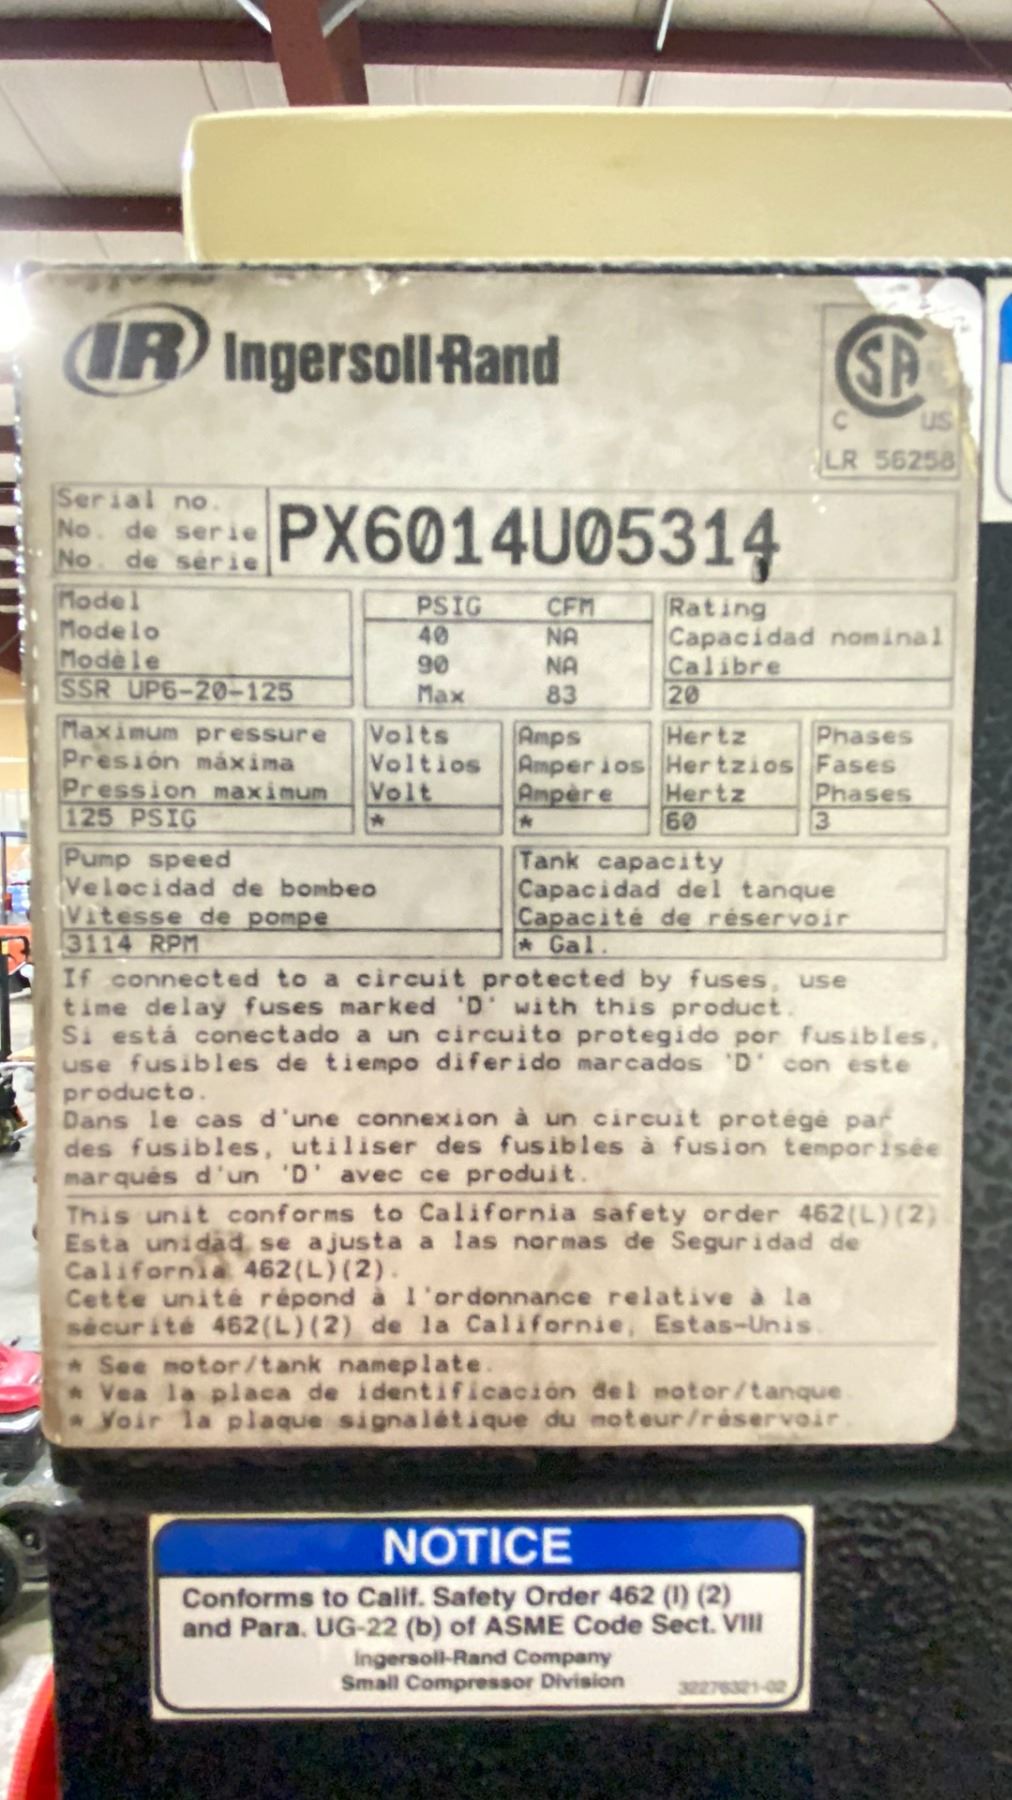 IR Ingersoll-Rand
CSA
C US
LR 56258
Serial no.
No. de serie
No. de série
PX6014U05314
Model
Modelo
Modèle
SSR UP6-20-125
PSIG CFM
40 NA
90 NA
Max 83
Rating
Capacidad nominal
Calibre
20
Maximum pressure
Presión máxima
Pression maximum
125 PSIG
Volts
Voltios
Volt
*
Amps
Amperios
Ampère
*
Hertz
Hertzios
Hertz
60
Phases
Fases
Phases
3
Pump speed
Velocidad de bombeo
Vitesse de pompe
3114 RPM
Tank capacity
Capacidad del tanque
Capacité de réservoir
* Gal.
If connected to a circuit protected by fuses, use
time delay fuses marked 'D' with this product.
Si está conectado a un circuito protegido por fusibles,
use fusibles de tiempo diferido marcados 'D' con este
producto.
Dans le cas d'une connexion à un circuit protégé par
des fusibles, utiliser des fusibles à fusion temporisée
marqués d'un 'D' avec ce produit.
This unit conforms to California safety order 462(L)(2)
Esta unidad se ajusta a las normas de Seguridad de
California 462(L)(2).
Cette unité répond à l'ordonnance relative à la
sécurité 462(L)(2) de la Californie, Estas-Unis.
* See motor/tank nameplate.
* Vea la placa de identificación del motor/tanque.
* Voir la plaque signalétique du moteur/réservoir.
NOTICE
Conforms to Calif. Safety Order 462 (l) (2)
and Para. UG-22 (b) of ASME Code Sect. VIII
Ingersoll-Rand Company
Small Compressor Division
32276321-02